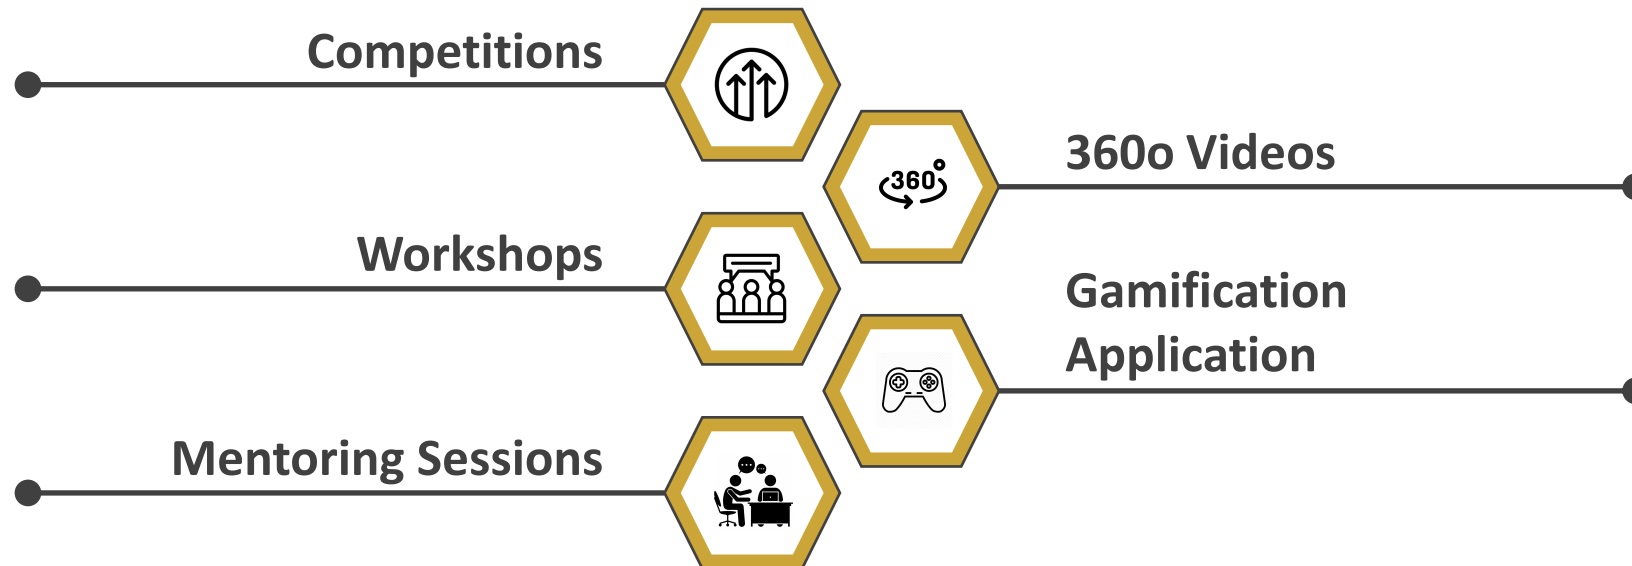 Competitions
360o Videos
360°
Workshops
Gamification
Application
Mentoring Sessions